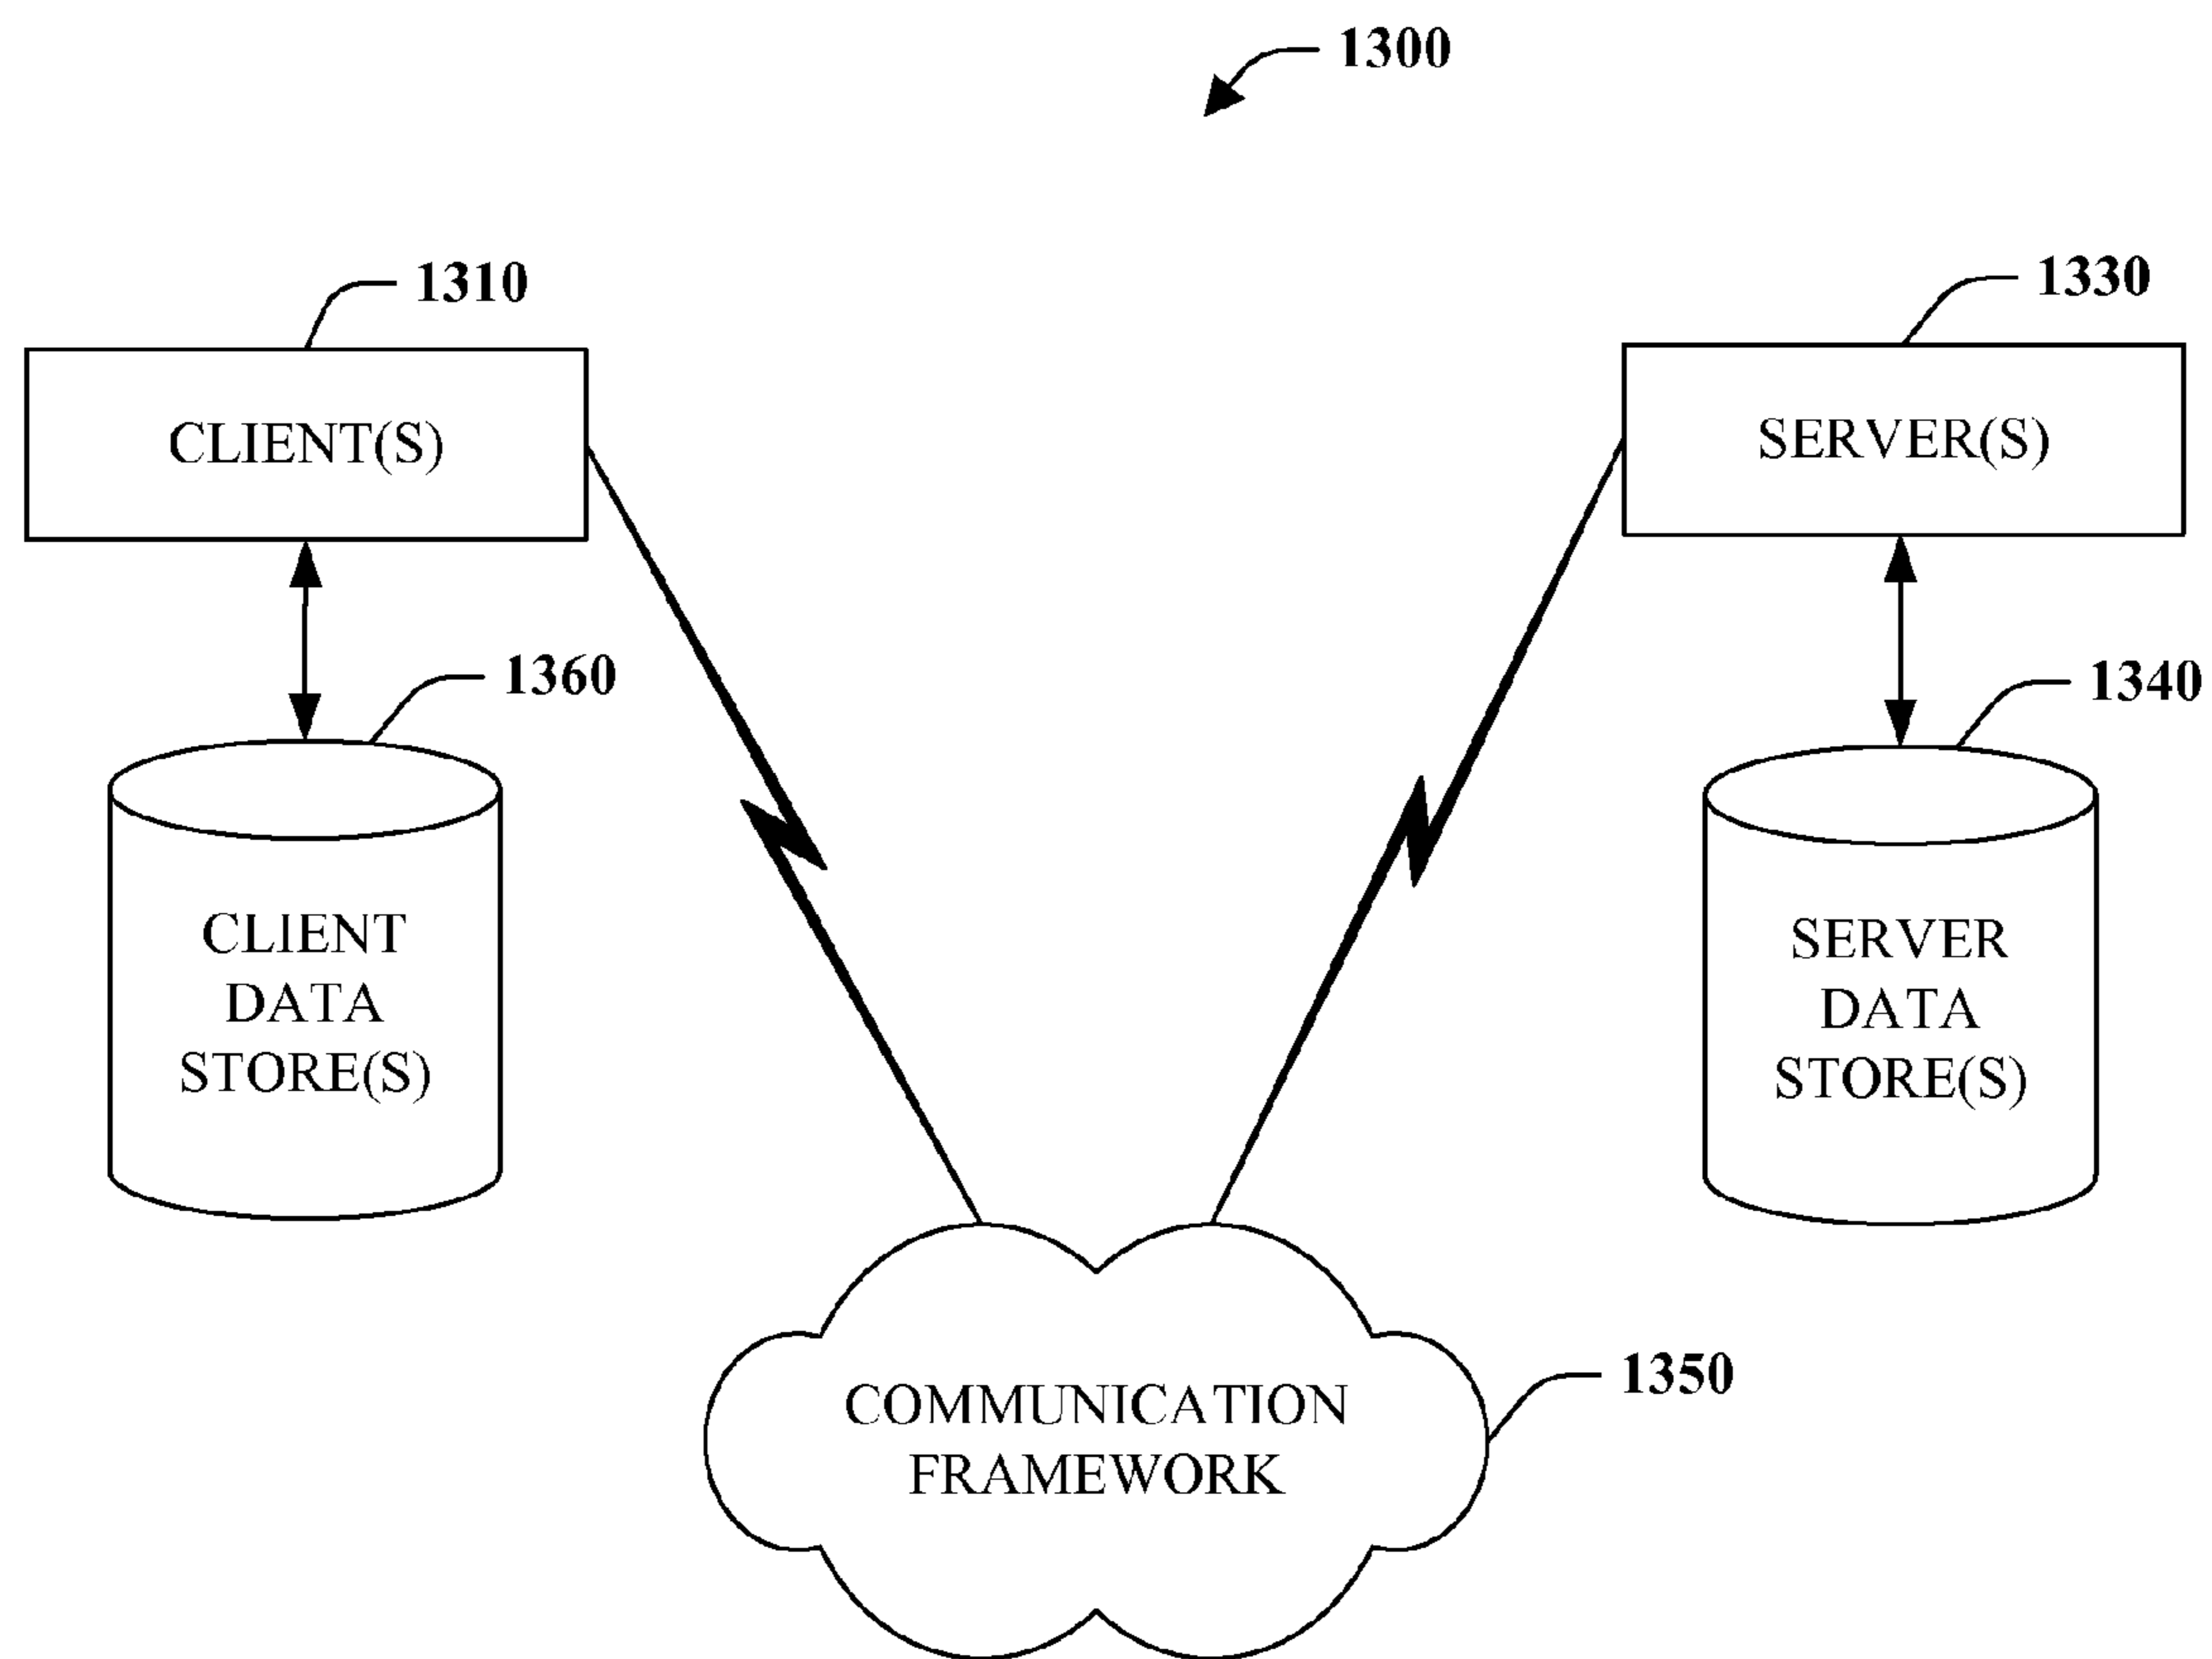 1300
1310
1330
CLIENT(S)
SERVER(S)
1360
1340
CLIENT
DATA
STORE(S)
SERVER
DATA
STORE(S)
1350
COMMUNICATION
FRAMEWORK